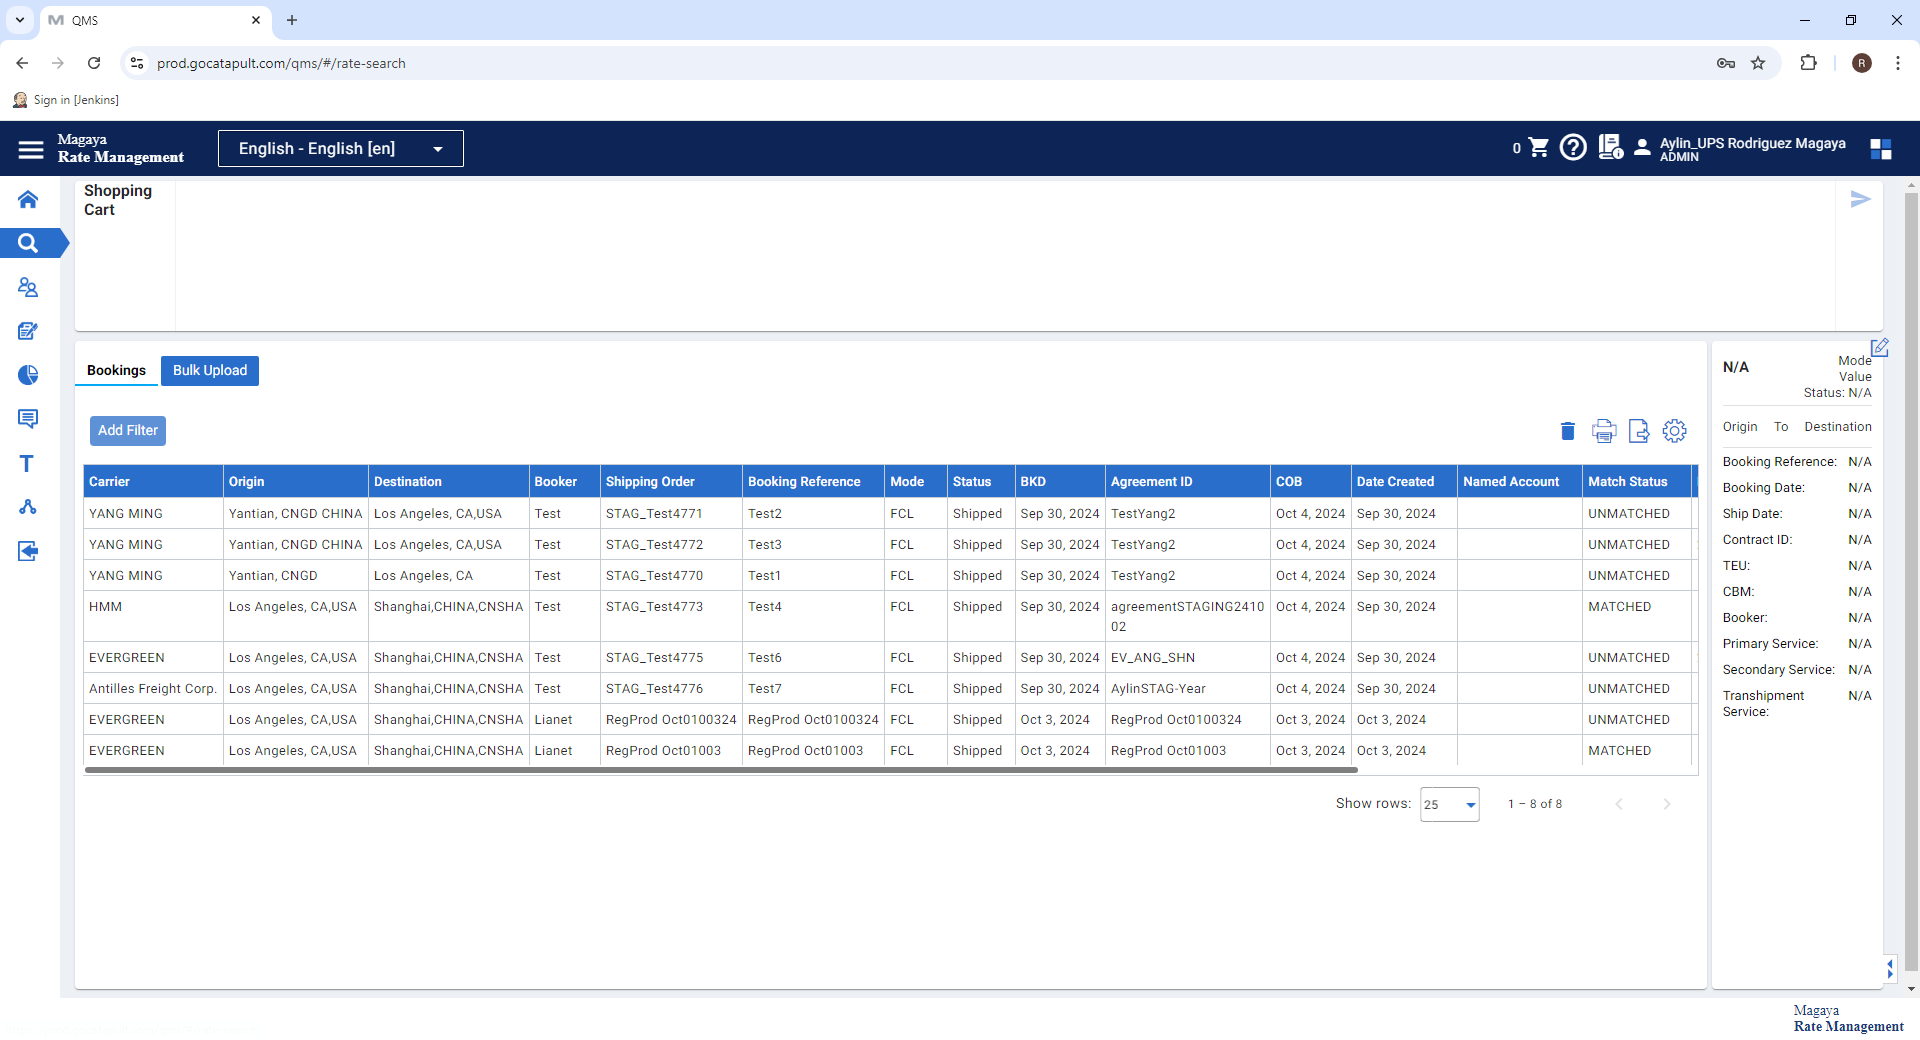 QMS
prod.gocatapult.com/qms/#/rate-search
R
Sign in [Jenkins]
Magaya
Rate Management
English - English [en]
0
Aylin_UPS Rodriguez Magaya
ADMIN
Shopping
Cart
Bookings
Bulk Upload
Add Filter
Carrier Origin Destination Booker Shipping Order Booking Reference Mode Status BKD Agreement ID COB Date Created Named Account Match Status
YANG MING Yantian, CNGD CHINA Los Angeles, CA,USA Test STAG_Test4771 Test2 FCL Shipped Sep 30, 2024 TestYang2 Oct 4, 2024 Sep 30, 2024 UNMATCHED
YANG MING Yantian, CNGD CHINA Los Angeles, CA,USA Test STAG_Test4772 Test3 FCL Shipped Sep 30, 2024 TestYang2 Oct 4, 2024 Sep 30, 2024 UNMATCHED
YANG MING Yantian, CNGD Los Angeles, CA Test STAG_Test4770 Test1 FCL Shipped Sep 30, 2024 TestYang2 Oct 4, 2024 Sep 30, 2024 UNMATCHED
HMM Los Angeles, CA,USA Shanghai,CHINA,CNSHA Test STAG_Test4773 Test4 FCL Shipped Sep 30, 2024 agreementSTAGING2410 Oct 4, 2024 Sep 30, 2024 MATCHED
02
EVERGREEN Los Angeles, CA,USA Shanghai,CHINA,CNSHA Test STAG_Test4775 Test6 FCL Shipped Sep 30, 2024 EV_ANG_SHN Oct 4, 2024 Sep 30, 2024 UNMATCHED
Antilles Freight Corp. Los Angeles, CA,USA Shanghai,CHINA,CNSHA Test STAG_Test4776 Test7 FCL Shipped Sep 30, 2024 AylinSTAG-Year Oct 4, 2024 Sep 30, 2024 UNMATCHED
EVERGREEN Los Angeles, CA,USA Shanghai,CHINA,CNSHA Lianet RegProd Oct0100324 RegProd Oct0100324 FCL Shipped Oct 3, 2024 RegProd Oct0100324 Oct 3, 2024 Oct 3, 2024 UNMATCHED
EVERGREEN Los Angeles, CA,USA Shanghai,CHINA,CNSHA Lianet RegProd Oct01003 RegProd Oct01003 FCL Shipped Oct 3, 2024 RegProd Oct01003 Oct 3, 2024 Oct 3, 2024 MATCHED
Show rows: 25 1 – 8 of 8
N/A
Mode
Value
Status: N/A
Origin To Destination
Booking Reference: N/A
Booking Date: N/A
Ship Date: N/A
Contract ID: N/A
TEU: N/A
CBM: N/A
Booker: N/A
Primary Service: N/A
Secondary Service: N/A
Transhipment N/A
Service:
Magaya
Rate Management